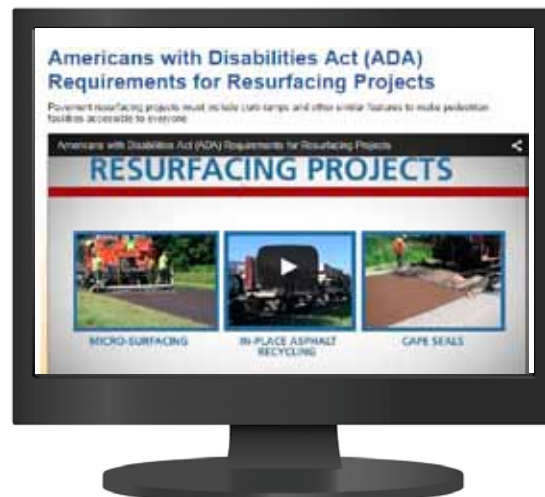 Americans with Disabilities Act (ADA)
Requirements for Resurfacing Projects
Pavement resurfacing projects must include curb ramps and other similar features to make pedestrian
facilities accessible to everyone
Americans with Disabilities Act (ADA) Requirements for Resurfacing Projects
RESURFACING PROJECTS
MICRO-SURFACING
IN-PLACE ASPHALT
RECYCLING
CAPE SEALS